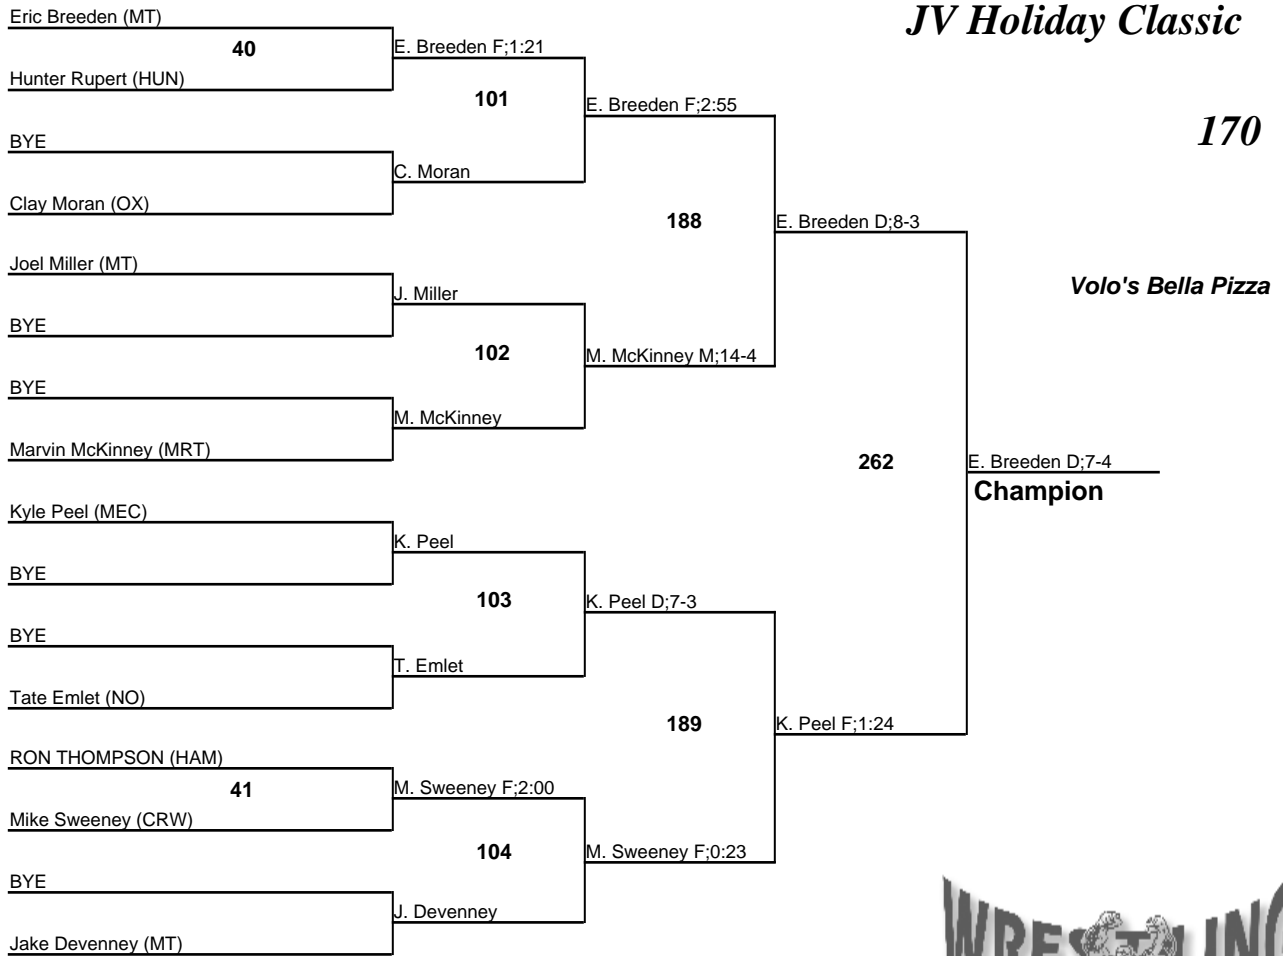 JV Holiday Classic
170
Volo's Bella Pizza
Eric Breeden (MT)
40
Hunter Rupert (HUN)
BYE
Clay Moran (OX)
Joel Miller (MT)
BYE
BYE
Marvin McKinney (MRT)
Kyle Peel (MEC)
BYE
BYE
Tate Emlet (NO)
RON THOMPSON (HAM)
41
Mike Sweeney (CRW)
BYE
Jake Devenney (MT)
E. Breeden F;1:21
101
C. Moran
J. Miller
102
M. McKinney
K. Peel
103
T. Emlet
M. Sweeney F;2:00
104
J. Devenney
E. Breeden F;2:55
188
M. McKinney M;14-4
K. Peel D;7-3
189
M. Sweeney F;0:23
E. Breeden D;8-3
262
K. Peel F;1:24
E. Breeden D;7-4
Champion
WRESTLING